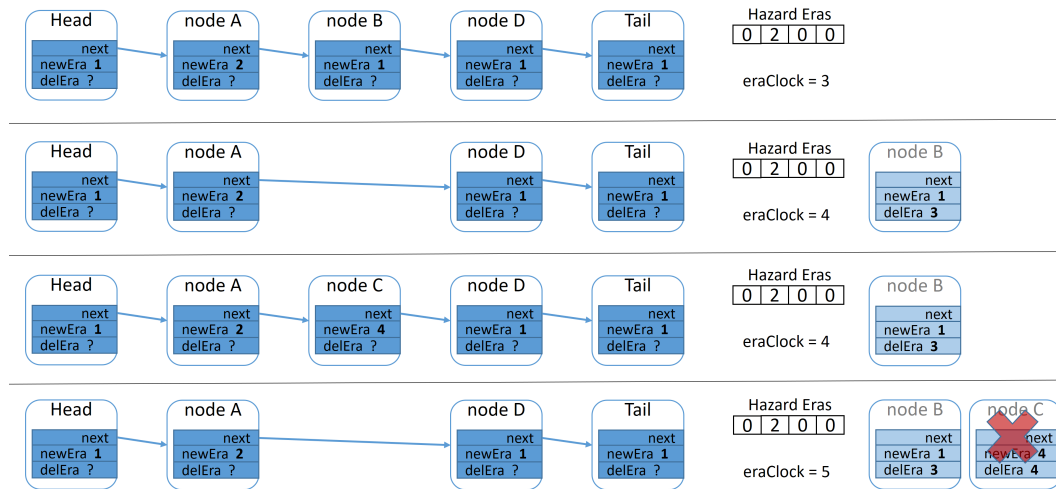 Head node A node B node D Tail Hazard Eras
next next next next next 0 2 0 0
newEra 1 newEra 2 newEra 1 newEra 1 newEra 1
delEra ? delEra ? delEra ? delEra ? delEra ? eraClock = 3
Head node A node D Tail Hazard Eras node B
next next next next 0 2 0 0 next
newEra 1 newEra 2 newEra 1 newEra 1 newEra 1
delEra ? delEra ? delEra ? delEra ? eraClock = 4 delEra 3
Head node A node C node D Tail Hazard Eras node B
next next next next next 0 2 0 0 next
newEra 1 newEra 2 newEra 4 newEra 1 newEra 1 newEra 1
delEra ? delEra ? delEra ? delEra ? delEra ? eraClock = 4 delEra 3
Head node A node D Tail Hazard Eras node B node C
next next next next 0 2 0 0 next next
newEra 1 newEra 2 newEra 1 newEra 1 newEra 1 newEra 4
delEra ? delEra ? delEra ? delEra ? eraClock = 5 delEra 3 delEra 4